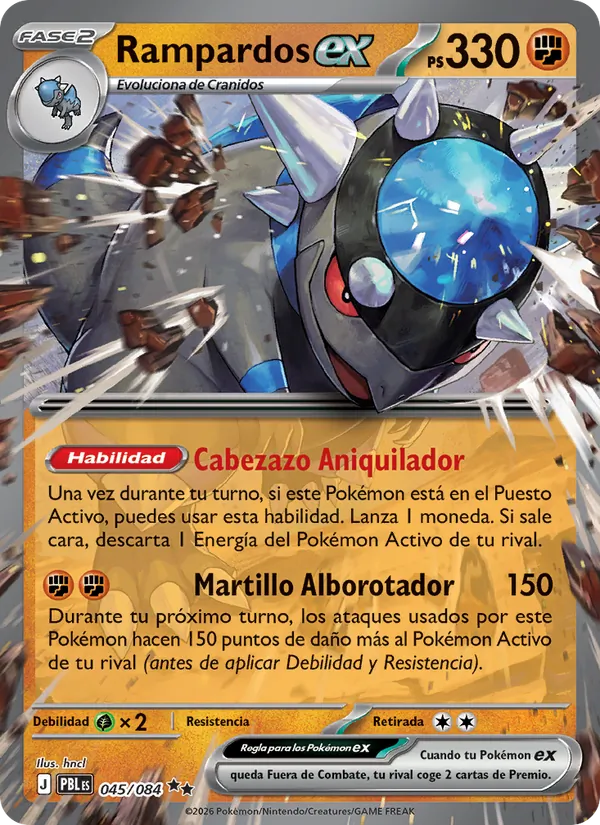 FASE 2
Rampardos ex
PS 330
Evoluciona de Cranidos
Habilidad Cabezazo Aniquilador
Una vez durante tu turno, si este Pokémon está en el Puesto
Activo, puedes usar esta habilidad. Lanza 1 moneda. Si sale
cara, descarta 1 Energía del Pokémon Activo de tu rival.
Martillo Alborotador 150
Durante tu próximo turno, los ataques usados por este
Pokémon hacen 150 puntos de daño más al Pokémon Activo
de tu rival (antes de aplicar Debilidad y Resistencia).
Debilidad ×2 Resistencia Retirada
Ilus. hncl
Regla para los Pokémon ex
Cuando tu Pokémon ex
queda Fuera de Combate, tu rival coge 2 cartas de Premio.
J PBL ES 045/084 ★★
©2026 Pokémon/Nintendo/Creatures/GAME FREAK